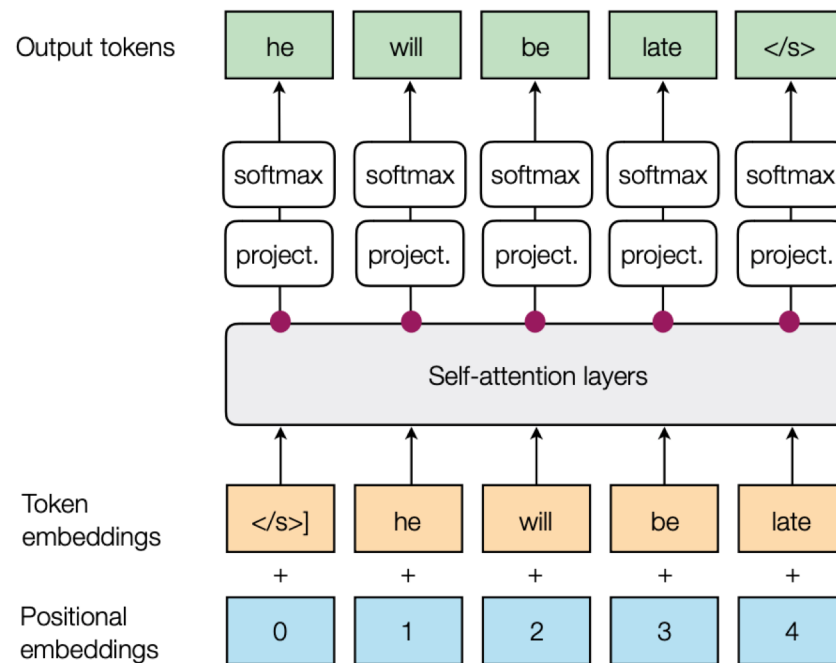 Output tokens he will be late </s>
softmax softmax softmax softmax softmax
project. project. project. project. project.
Self-attention layers
Token
embeddings
</s>] he will be late
+ + + + +
Positional
embeddings
0 1 2 3 4